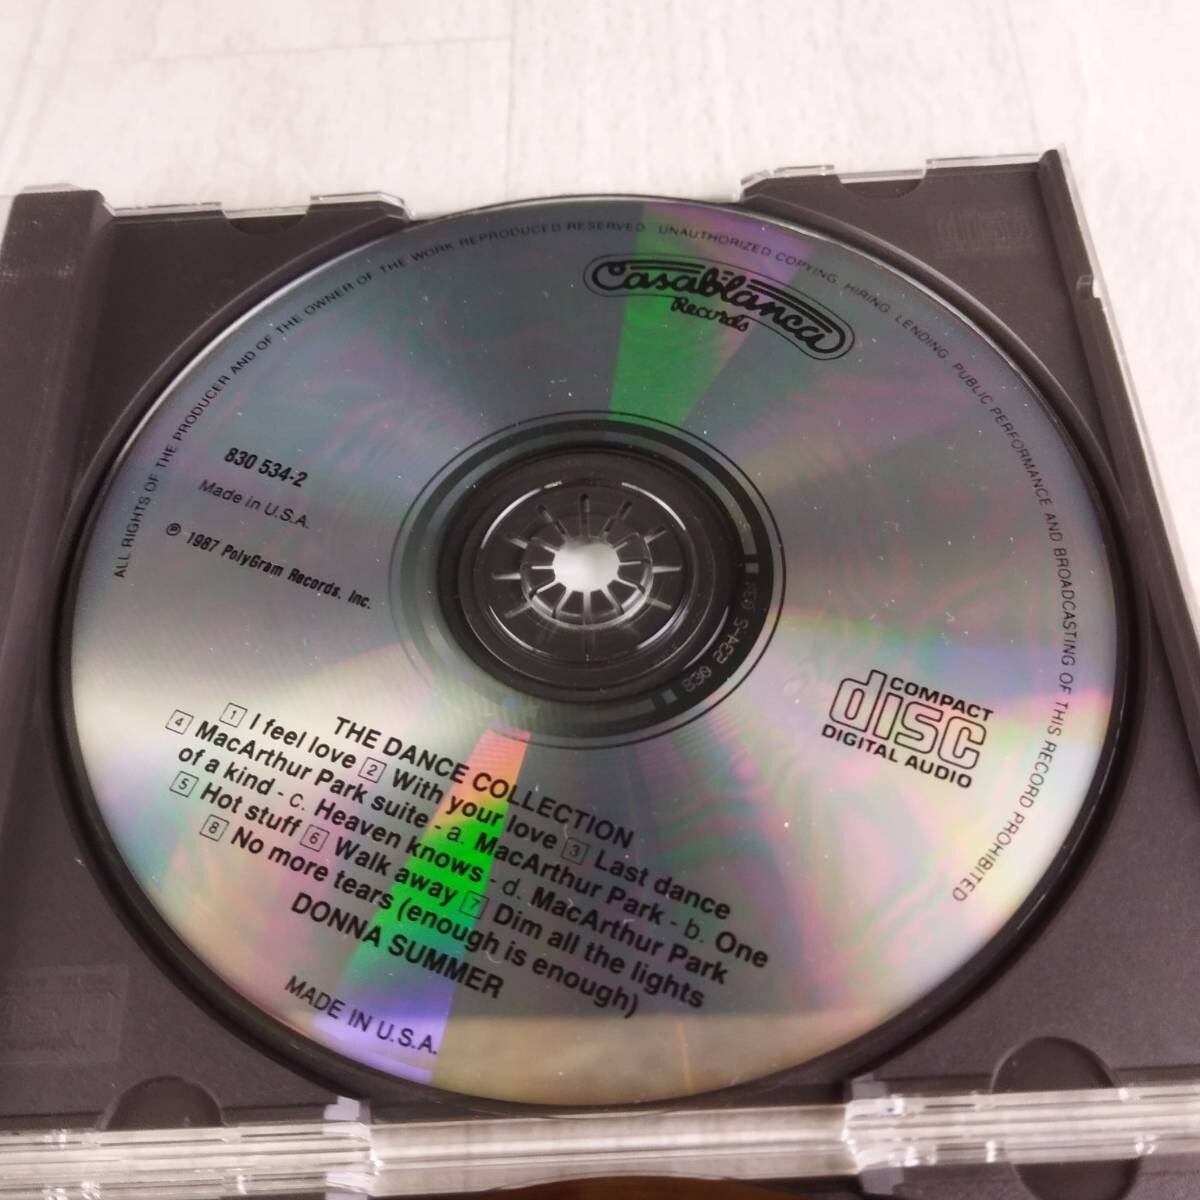 ALL RIGHTS OF THE PRODUCER AND OF THE OWNER OF THE WORK REPRODUCED RESERVED. UNAUTHORIZED COPYING, HIRING, LENDING, PUBLIC PERFORMANCE AND BROADCASTING OF THIS RECORD PROHIBITED
Casablanca
Records
830 534-2
Made in U.S.A.
℗ 1987 PolyGram Records, Inc.
COMPACT
disc
DIGITAL AUDIO
THE DANCE COLLECTION
1 I feel love 2 With your love 3 Last dance
4 MacArthur Park suite - a. MacArthur Park - b. One
of a kind - c. Heaven knows - d. MacArthur Park
5 Hot stuff 6 Walk away 7 Dim all the lights
8 No more tears (enough is enough)
DONNA SUMMER
MADE IN U.S.A.